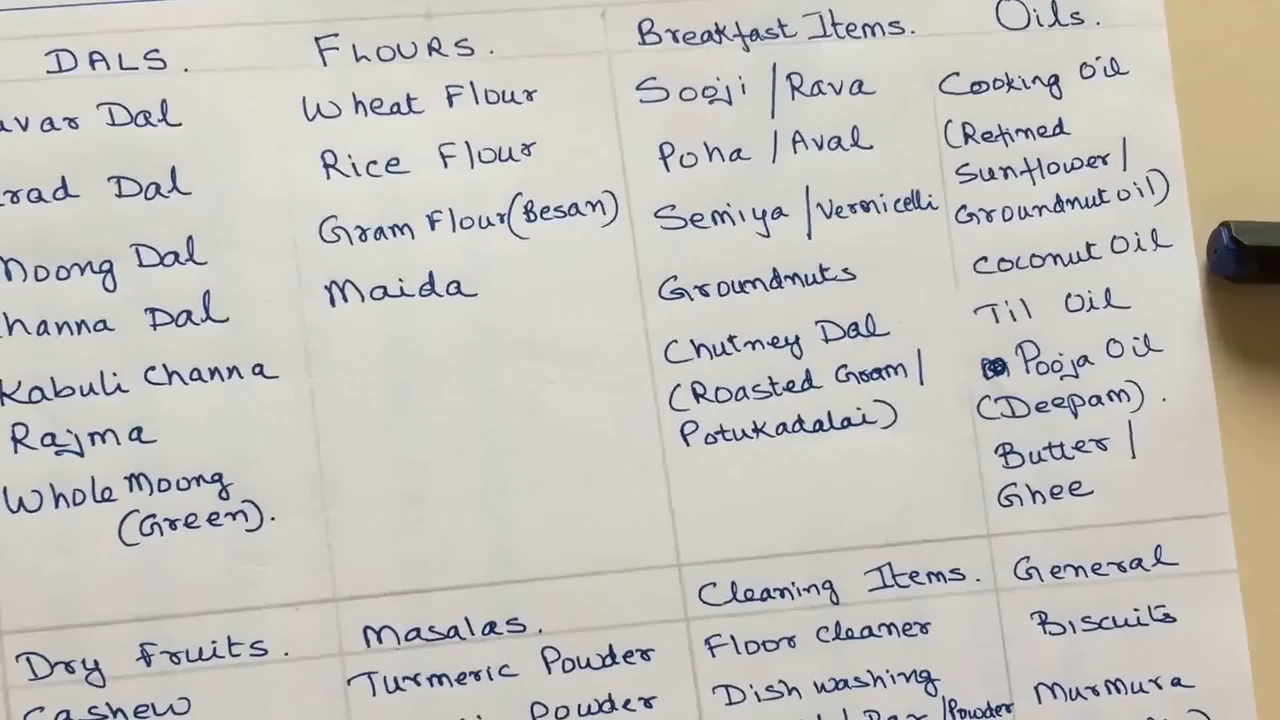 DALS.
avar Dal
rad Dal
Moong Dal
hanna Dal
Kabuli channa
Rajma
Whole Moong
(Green).
FLOURS.
Wheat Flour
Rice Flour
Gram Flour (Besan)
Maida
Breakfast Items.
Sooji / Rava
Poha / Aval
Semiya / Vermicelli
Groundnuts
Chutney Dal
(Roasted Gram /
Potukadalai)
Oils.
Cooking oil
(Refined
Sunflower /
Groundnut oil)
Coconut Oil
Til Oil
Pooja Oil
(Deepam).
Butter /
Ghee
Dry fruits.
Cashew
Masalas.
Turmeric Powder
Powder
Cleaning Items.
Floor cleaner
Dish washing
/Powder
General
Biscuits
Murmura